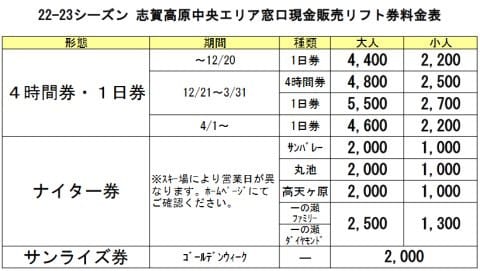 22-23シーズン 志賀高原中央エリア窓口現金販売リフト券料金表
形態 期間 種類 大人 小人
４時間券・１日券
～12/20 1日券 4,400 2,200
12/21～3/31 4時間券 4,800 2,500
1日券 5,500 2,700
4/1～ 1日券 4,600 2,200
ナイター券
※スキー場により営業日が異
なります。ホームページにて
ご確認ください。
サンバレー 2,000 1,000
丸池 2,000 1,000
高天ヶ原 2,000 1,000
一の瀬
ファミリー
一の瀬
ダイヤモンド
2,500 1,300
サンライズ券 ゴールデンウィーク ― 2,000